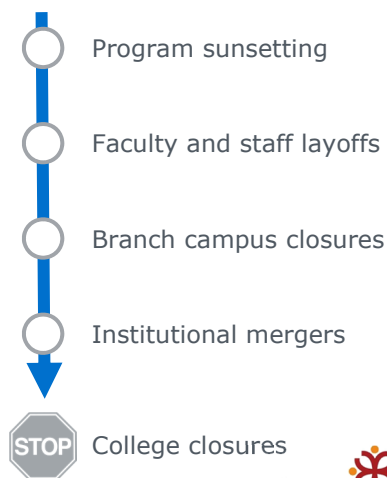 Program sunsetting
Faculty and staff layoffs
Branch campus closures
Institutional mergers
STOP College closures